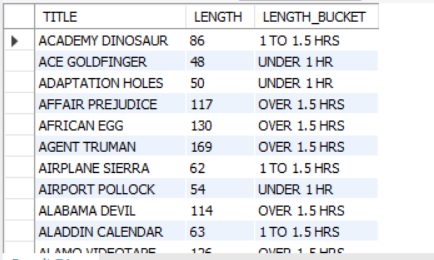 TITLE LENGTH LENGTH_BUCKET
ACADEMY DINOSAUR 86 1 TO 1.5 HRS
ACE GOLDFINGER 48 UNDER 1 HR
ADAPTATION HOLES 50 UNDER 1 HR
AFFAIR PREJUDICE 117 OVER 1.5 HRS
AFRICAN EGG 130 OVER 1.5 HRS
AGENT TRUMAN 169 OVER 1.5 HRS
AIRPLANE SIERRA 62 1 TO 1.5 HRS
AIRPORT POLLOCK 54 UNDER 1 HR
ALABAMA DEVIL 114 OVER 1.5 HRS
ALADDIN CALENDAR 63 1 TO 1.5 HRS
ALAMO VIDEOTAPE 126 OVER 1.5 HRS